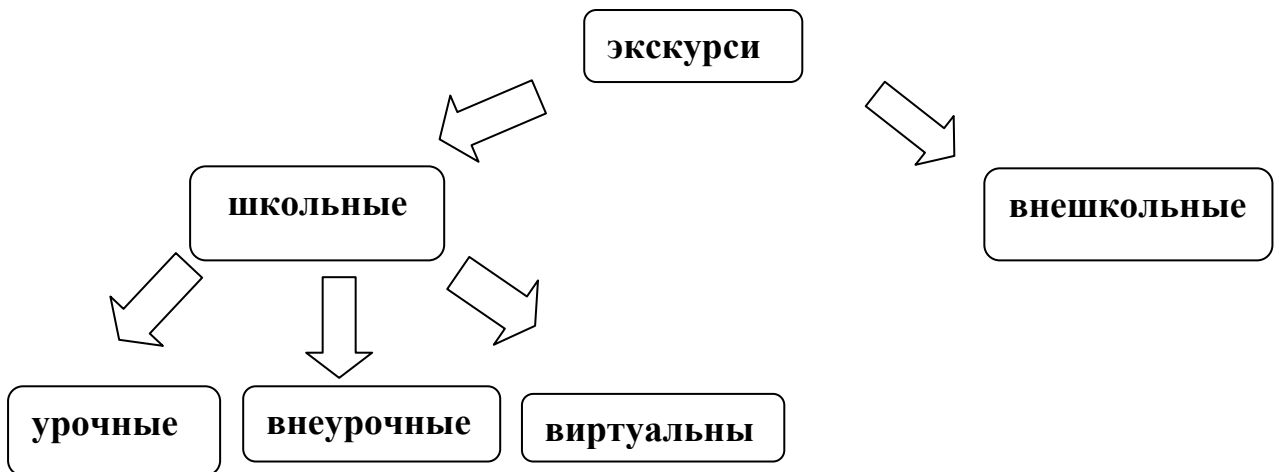 экскурси
школьные
внешкольные
урочные
внеурочные
виртуальны